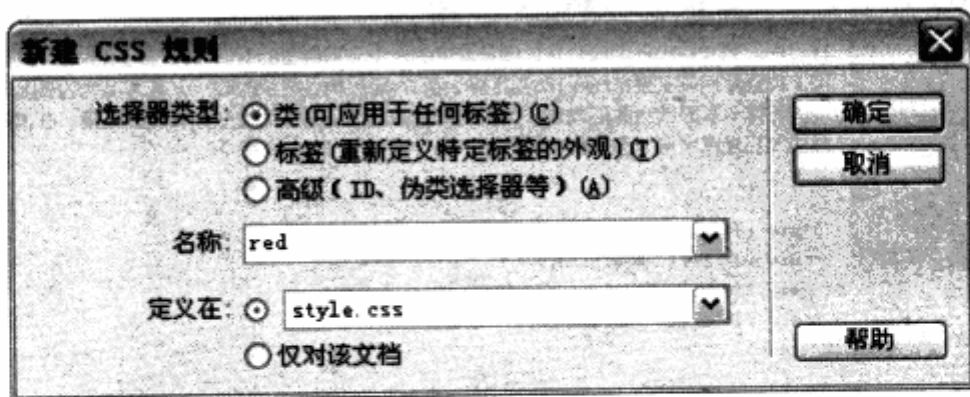 新建 CSS 规则
选择器类型: 类(可应用于任何标签)(C)
标签(重新定义特定标签的外观)(T)
高级( ID、伪类选择器等 )(A)
名称: red
定义在: style.css
仅对该文档
确定
取消
帮助